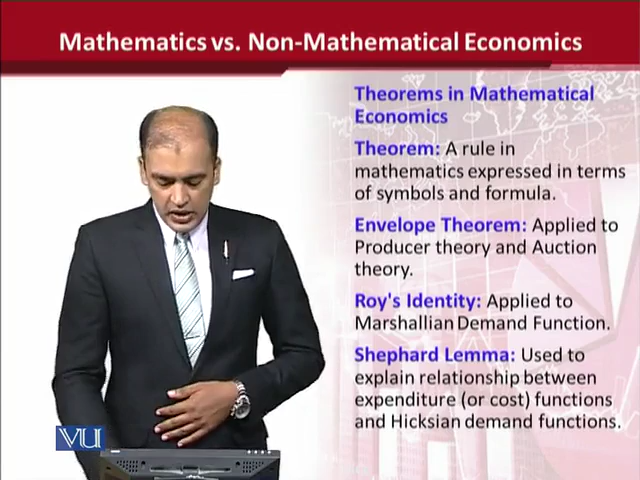 Mathematics vs. Non-Mathematical Economics
Theorems in Mathematical
Economics
Theorem: A rule in
mathematics expressed in terms
of symbols and formula.
Envelope Theorem: Applied to
Producer theory and Auction
theory.
Roy's Identity: Applied to
Marshallian Demand Function.
Shephard Lemma: Used to
explain relationship between
expenditure (or cost) functions
and Hicksian demand functions.
VU